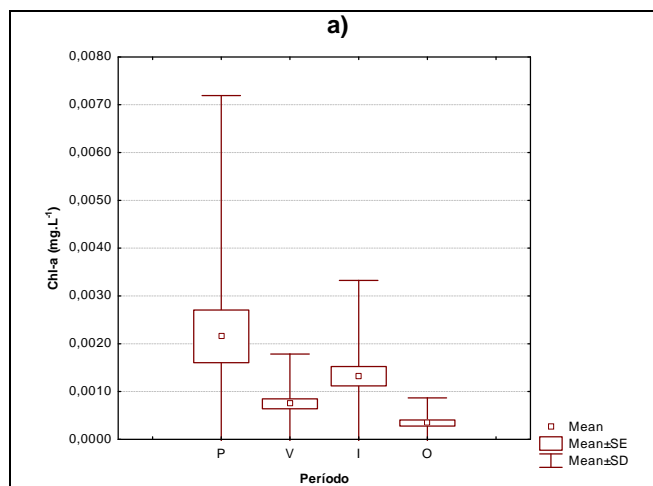 a)
0,0080
0,0070
0,0060
0,0050
0,0040
0,0030
0,0020
0,0010
0,0000
Chl-a (mg.L⁻¹)
P V I O
Período
Mean
Mean±SE
Mean±SD